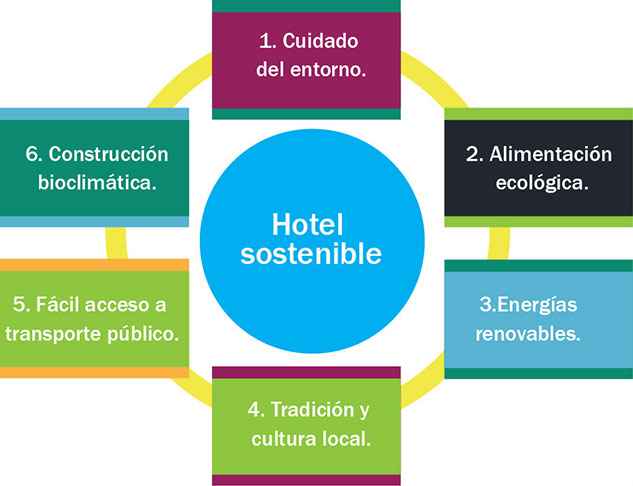 1. Cuidado
del entorno.
2. Alimentación
ecológica.
3.Energías
renovables.
4. Tradición y
cultura local.
5. Fácil acceso a
transporte público.
6. Construcción
bioclimática.
Hotel
sostenible